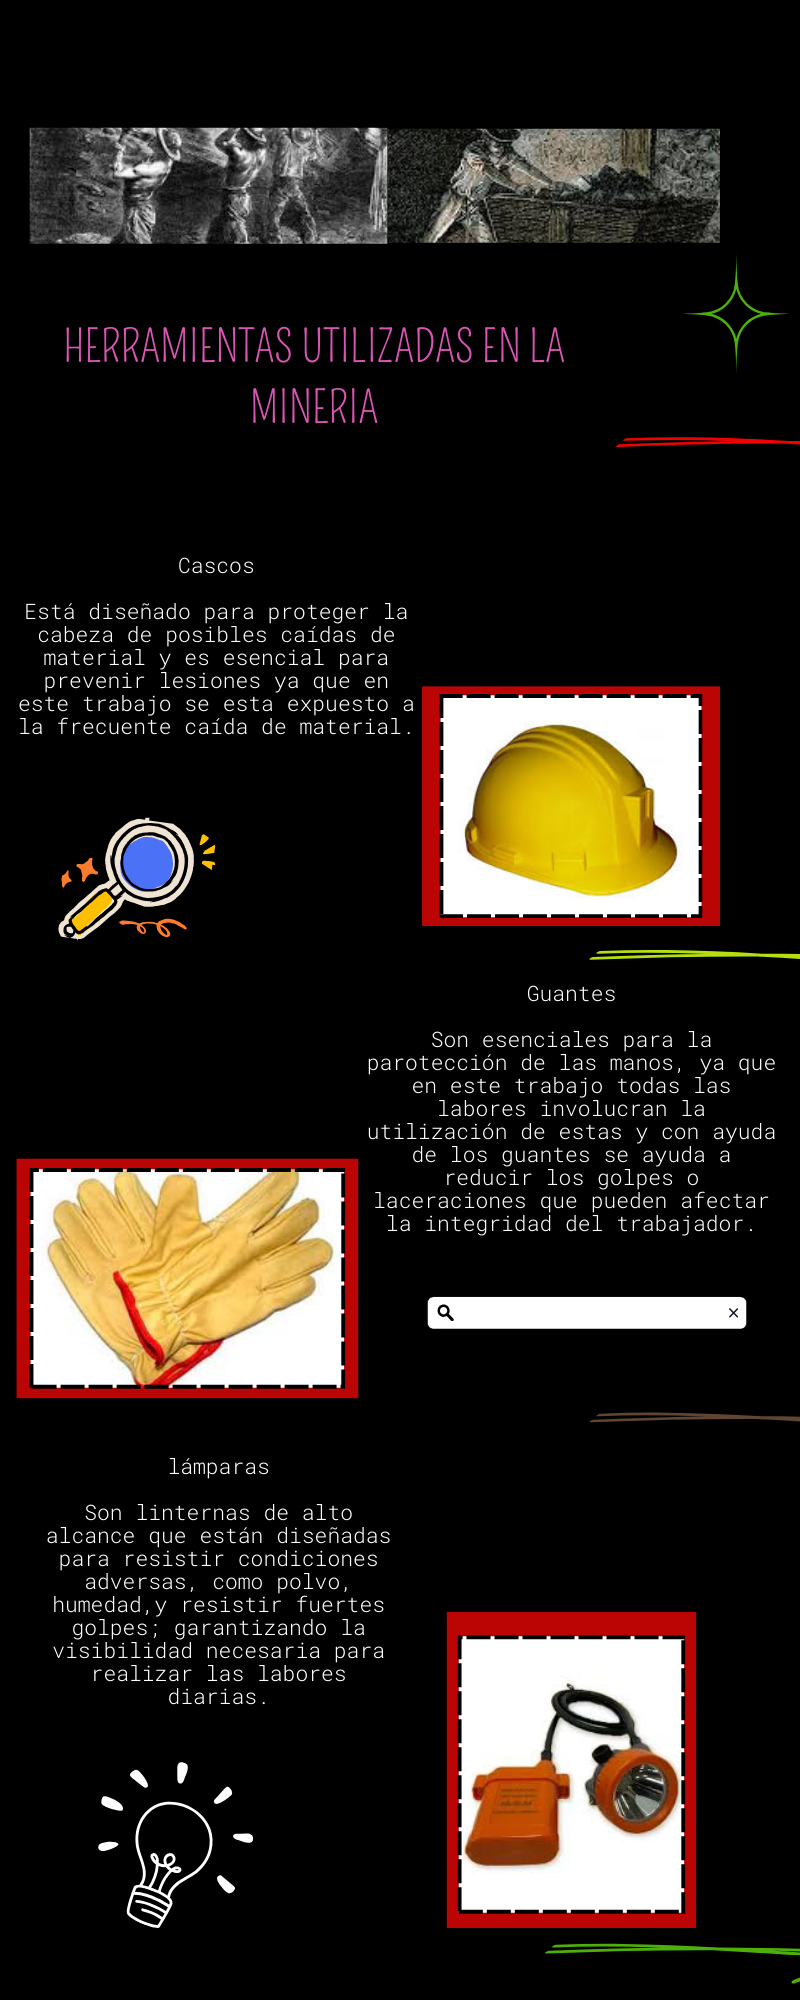 HERRAMIENTAS UTILIZADAS EN LA
MINERIA
Cascos
Está diseñado para proteger la
cabeza de posibles caídas de
material y es esencial para
prevenir lesiones ya que en
este trabajo se esta expuesto a
la frecuente caída de material.
Guantes
Son esenciales para la
parotección de las manos, ya que
en este trabajo todas las
labores involucran la
utilización de estas y con ayuda
de los guantes se ayuda a
reducir los golpes o
laceraciones que pueden afectar
la integridad del trabajador.
lámparas
Son linternas de alto
alcance que están diseñadas
para resistir condiciones
adversas, como polvo,
humedad,y resistir fuertes
golpes; garantizando la
visibilidad necesaria para
realizar las labores
diarias.